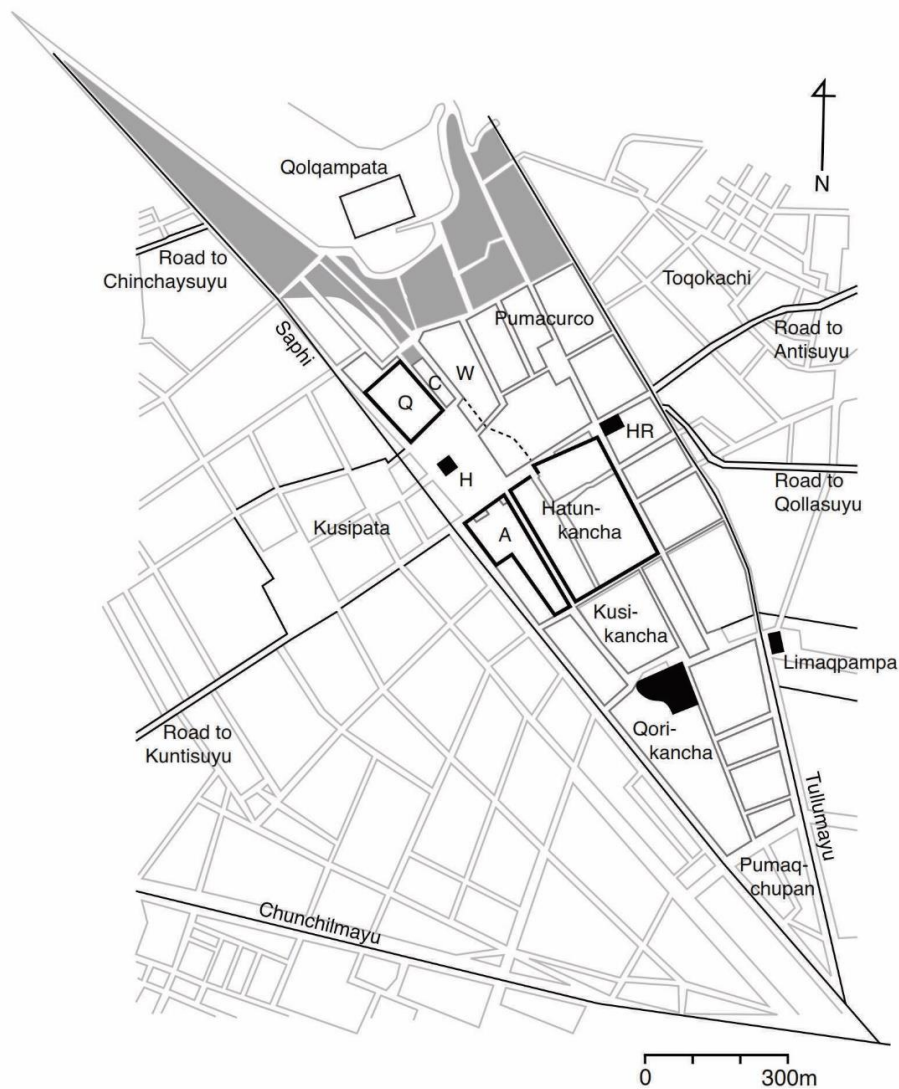 Qolqampata
N
Road to
Chinchaysuyu
Toqokachi
Pumacurco
Road to
Antisuyu
Saphi
C
W
Q
HR
H
Road to
Qollasuyu
Kusipata
A
Hatun-
kancha
Kusi-
kancha
Limaqpampa
Road to
Kuntisuyu
Qori-
kancha
Tullumayu
Pumaq-
chupan
Chunchilmayu
0 300m